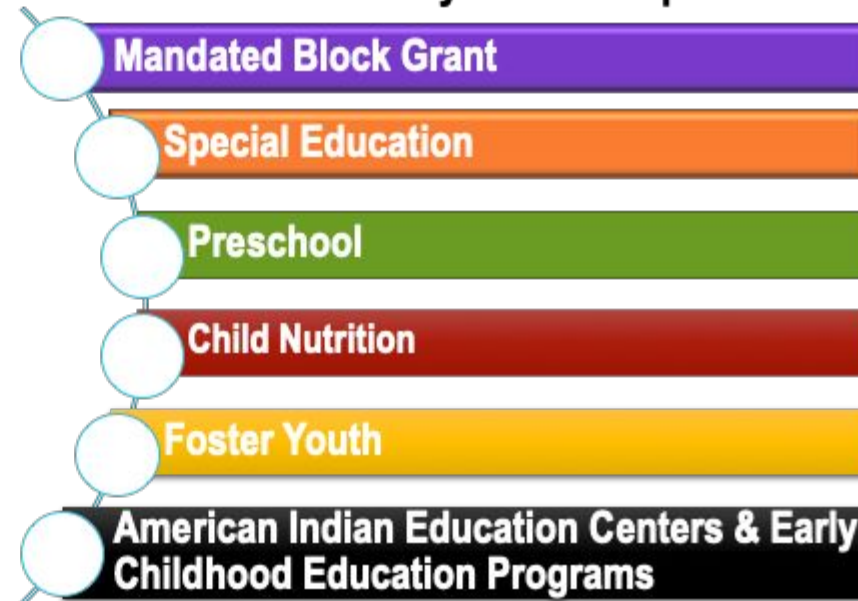 Mandated Block Grant
Special Education
Preschool
Child Nutrition
Foster Youth
American Indian Education Centers & Early
Childhood Education Programs